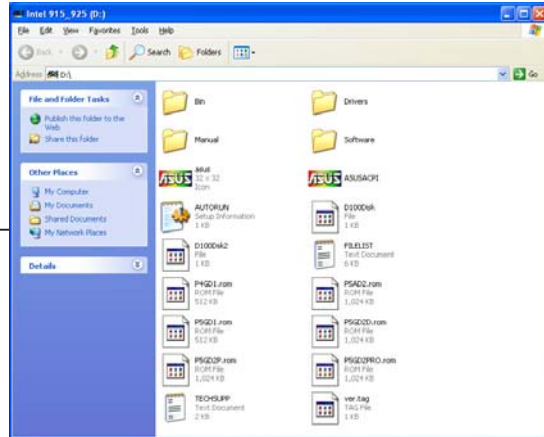 Intel 915_925 (D:)
File Edit View Favorites Tools Help
Back Search Folders
Address D:\ Go
File and Folder Tasks
Publish this folder to the
Web
Share this folder
Other Places
My Computer
My Documents
Shared Documents
My Network Places
Details
Bin Drivers
Manual Software
asus
32 x 32
Icon
ASUSACPI
AUTORUN
Setup Information
1 KB
D100Dsk
File
1 KB
D100Dsk2
File
1 KB
FILELIST
Text Document
6 KB
P4GD1.rom
ROM File
512 KB
P5AD2.rom
ROM File
1,024 KB
P5GD1.rom
ROM File
512 KB
P5GD2D.rom
ROM File
1,024 KB
P5GD2P.rom
ROM File
1,024 KB
P5GD2PRO.rom
ROM File
1,024 KB
TECHSUPP
Text Document
2 KB
ver.tag
TAG File
1 KB